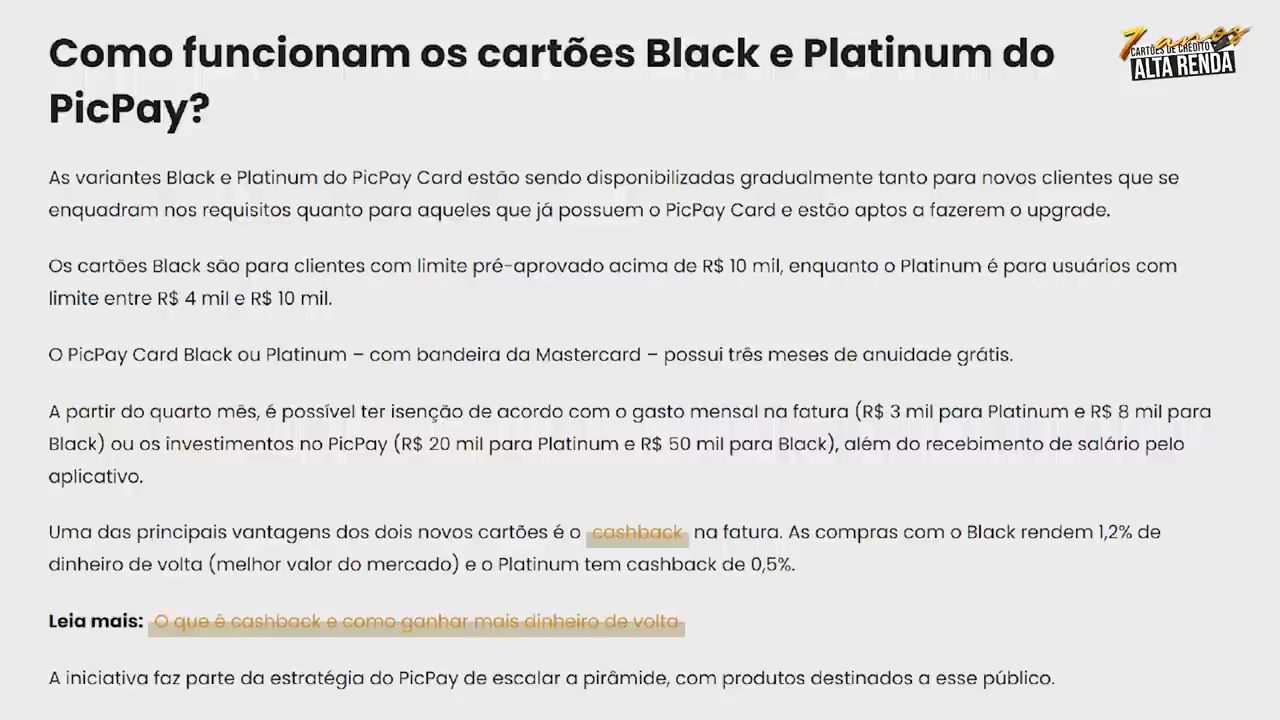 Como funcionam os cartões Black e Platinum do
PicPay?
7 anos
CARTÕES DE CRÉDITO
ALTA RENDA
As variantes Black e Platinum do PicPay Card estão sendo disponibilizadas gradualmente tanto para novos clientes que se
enquadram nos requisitos quanto para aqueles que já possuem o PicPay Card e estão aptos a fazerem o upgrade.
Os cartões Black são para clientes com limite pré-aprovado acima de R$ 10 mil, enquanto o Platinum é para usuários com
limite entre R$ 4 mil e R$ 10 mil.
O PicPay Card Black ou Platinum – com bandeira da Mastercard – possui três meses de anuidade grátis.
A partir do quarto mês, é possível ter isenção de acordo com o gasto mensal na fatura (R$ 3 mil para Platinum e R$ 8 mil para
Black) ou os investimentos no PicPay (R$ 20 mil para Platinum e R$ 50 mil para Black), além do recebimento de salário pelo
aplicativo.
Uma das principais vantagens dos dois novos cartões é o cashback na fatura. As compras com o Black rendem 1,2% de
dinheiro de volta (melhor valor do mercado) e o Platinum tem cashback de 0,5%.
Leia mais: O que é cashback e como ganhar mais dinheiro de volta
A iniciativa faz parte da estratégia do PicPay de escalar a pirâmide, com produtos destinados a esse público.